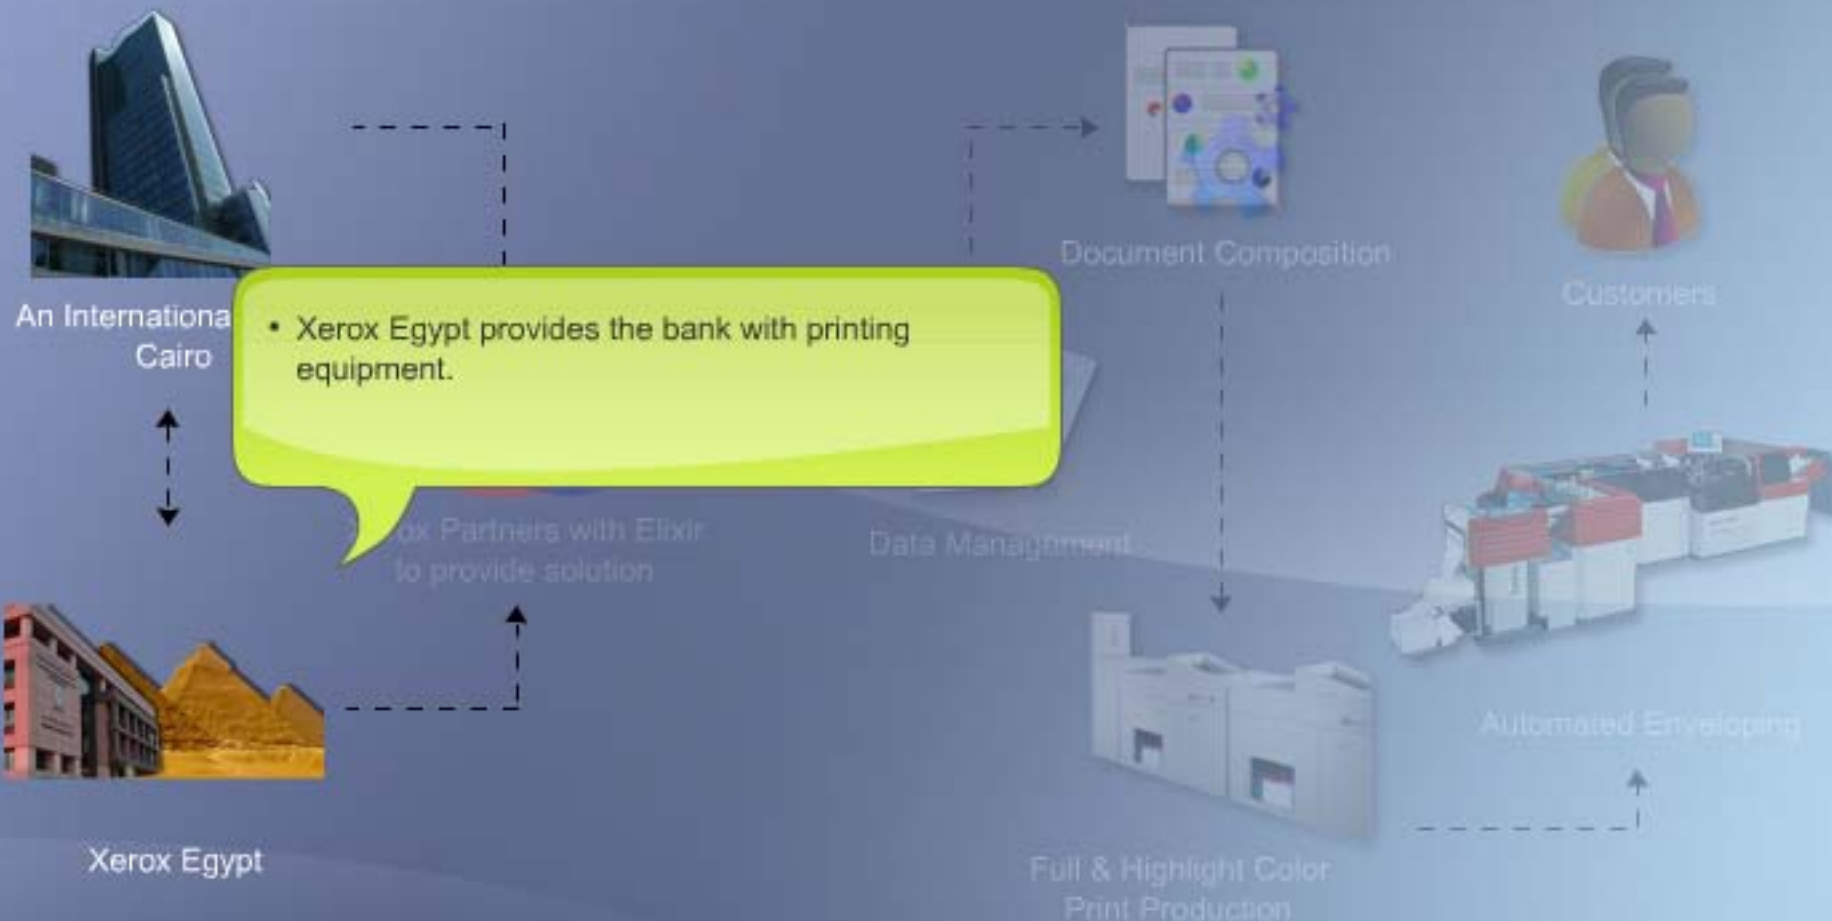 An Internationa
Cairo
• Xerox Egypt provides the bank with printing
equipment.
Xerox Egypt
ox Partners with Elixir
to provide solution
Data Management
Document Composition
Full & Highlight Color
Print Production
Automated Enveloping
Customers